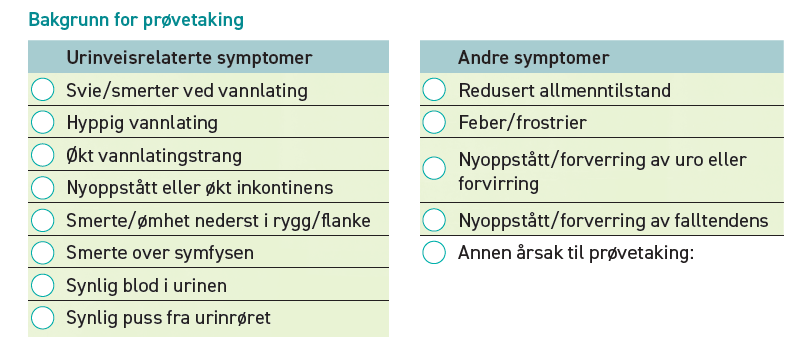 Bakgrunn for prøvetaking
Urinveisrelaterte symptomer
Svie/smerter ved vannlating
Hyppig vannlating
Økt vannlatingstrang
Nyoppstått eller økt inkontinens
Smerte/ømhet nederst i rygg/flanke
Smerte over symfysen
Synlig blod i urinen
Synlig puss fra urinrøret
Andre symptomer
Redusert allmenntilstand
Feber/frostrier
Nyoppstått/forverring av uro eller
forvirring
Nyoppstått/forverring av falltendens
Annen årsak til prøvetaking: